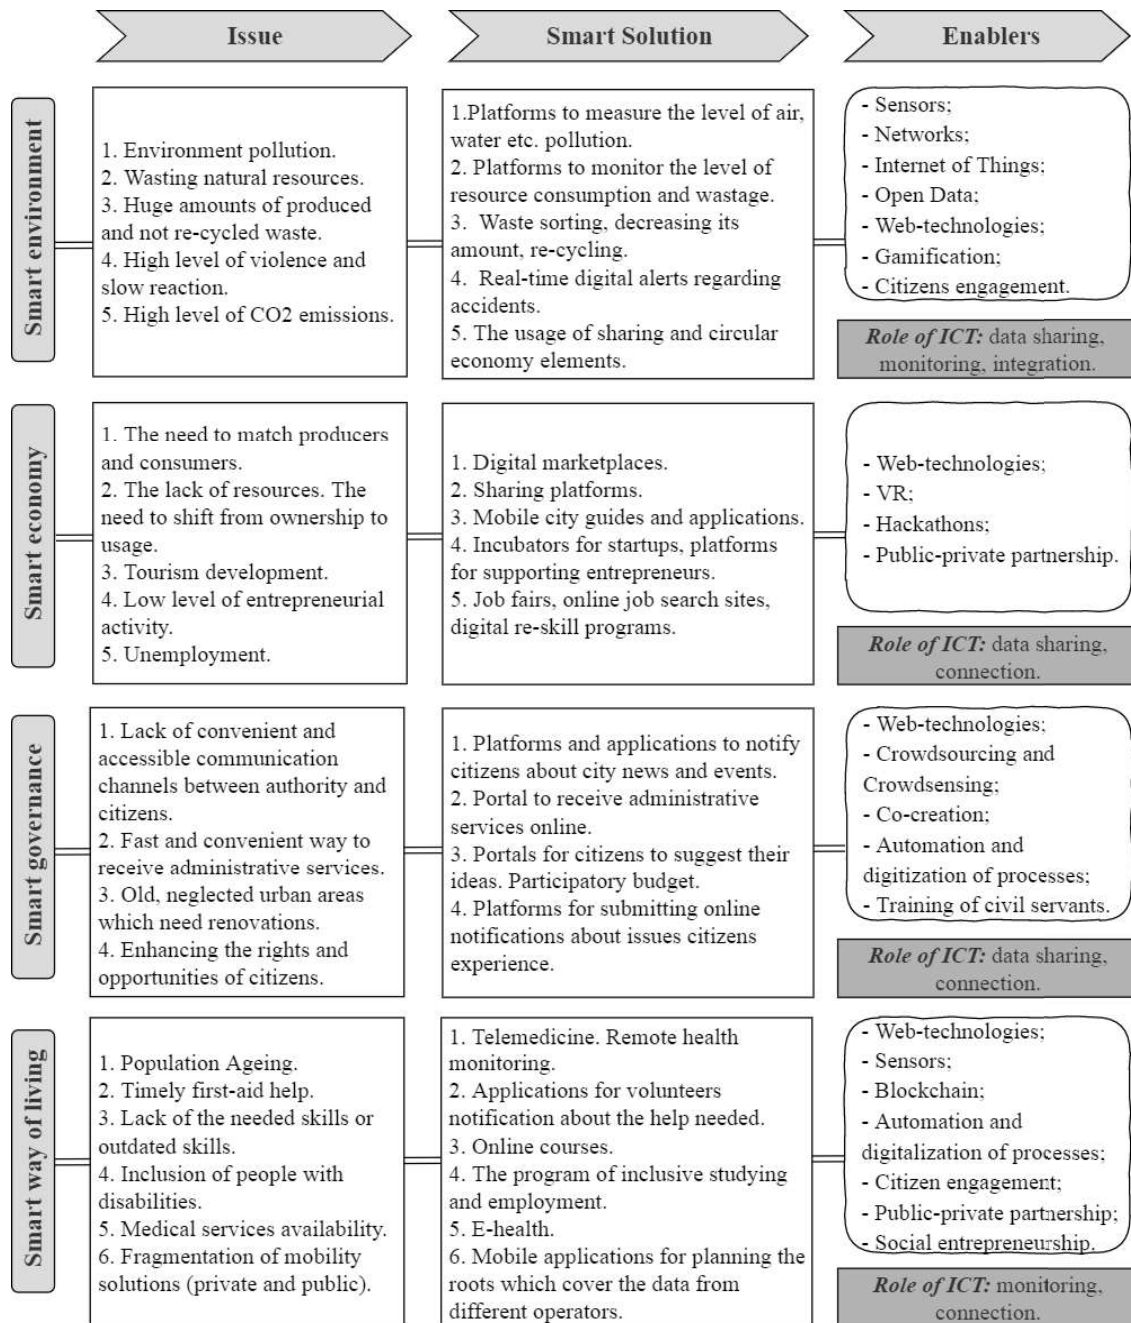 Issue
Smart Solution
Enablers
Smart environment
1. Environment pollution.
2. Wasting natural resources.
3. Huge amounts of produced
and not re-cycled waste.
4. High level of violence and
slow reaction.
5. High level of CO2 emissions.
1.Platforms to measure the level of air,
water etc. pollution.
2. Platforms to monitor the level of
resource consumption and wastage.
3. Waste sorting, decreasing its
amount, re-cycling.
4. Real-time digital alerts regarding
accidents.
5. The usage of sharing and circular
economy elements.
- Sensors;
- Networks;
- Internet of Things;
- Open Data;
- Web-technologies;
- Gamification;
- Citizens engagement.
Role of ICT: data sharing,
monitoring, integration.
Smart economy
1. The need to match producers
and consumers.
2. The lack of resources. The
need to shift from ownership to
usage.
3. Tourism development.
4. Low level of entrepreneurial
activity.
5. Unemployment.
1. Digital marketplaces.
2. Sharing platforms.
3. Mobile city guides and applications.
4. Incubators for startups, platforms
for supporting entrepreneurs.
5. Job fairs, online job search sites,
digital re-skill programs.
- Web-technologies;
- VR;
- Hackathons;
- Public-private partnership.
Role of ICT: data sharing,
connection.
Smart governance
1. Lack of convenient and
accessible communication
channels between authority and
citizens.
2. Fast and convenient way to
receive administrative services.
3. Old, neglected urban areas
which need renovations.
4. Enhancing the rights and
opportunities of citizens.
1. Platforms and applications to notify
citizens about city news and events.
2. Portal to receive administrative
services online.
3. Portals for citizens to suggest their
ideas. Participatory budget.
4. Platforms for submitting online
notifications about issues citizens
experience.
- Web-technologies;
- Crowdsourcing and
Crowdsensing;
- Co-creation;
- Automation and
digitization of processes;
- Training of civil servants.
Role of ICT: data sharing,
connection.
Smart way of living
1. Population Ageing.
2. Timely first-aid help.
3. Lack of the needed skills or
outdated skills.
4. Inclusion of people with
disabilities.
5. Medical services availability.
6. Fragmentation of mobility
solutions (private and public).
1. Telemedicine. Remote health
monitoring.
2. Applications for volunteers
notification about the help needed.
3. Online courses.
4. The program of inclusive studying
and employment.
5. E-health.
6. Mobile applications for planning the
roots which cover the data from
different operators.
- Web-technologies;
- Sensors;
- Blockchain;
- Automation and
digitalization of processes;
- Citizen engagement;
- Public-private partnership;
- Social entrepreneurship.
Role of ICT: monitoring,
connection.